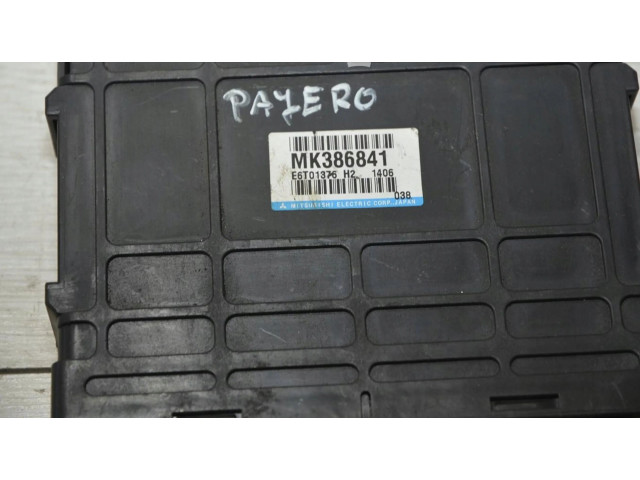 PAJERO
MK386841
E6T01376 H2 1406
038
MITSUBISHI ELECTRIC CORP. JAPAN